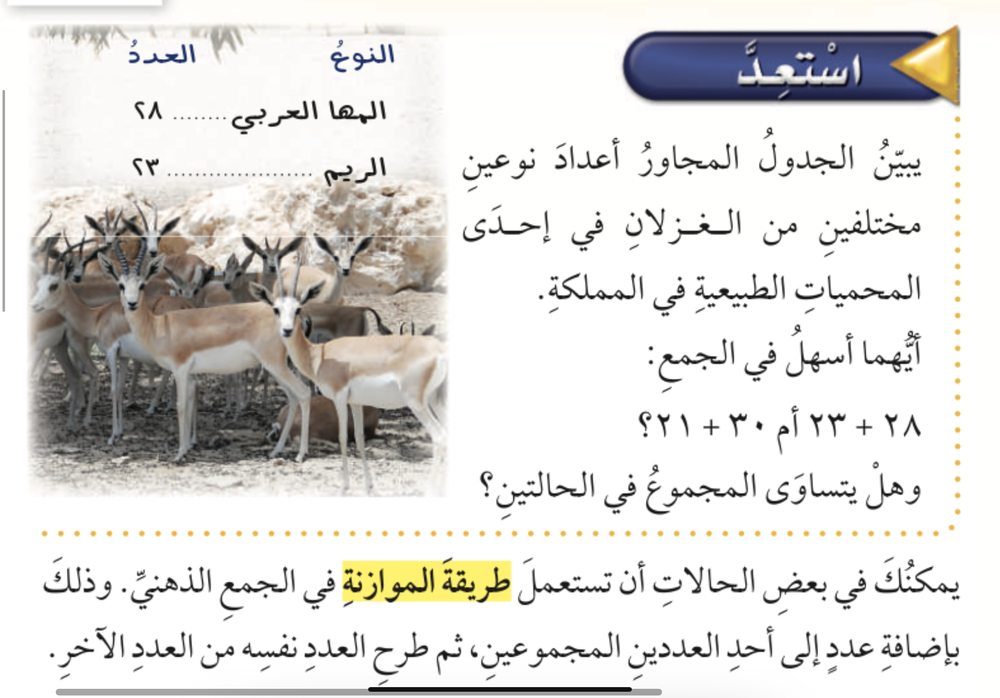 اسْتَعِدَّ
النوعُ العددُ
المها العربي ........ ٢٨
الريم ..................... ٢٣
يبيّنُ الجدولُ المجاورُ أعدادَ نوعينِ
مختلفينِ من الغزلانِ في إحدَى
المحمياتِ الطبيعيةِ في المملكةِ.
أيُّهما أسهلُ في الجمعِ:
٢٨ + ٢٣ أم ٣٠ + ٢١؟
وهلْ يتساوَى المجموعُ في الحالتينِ؟
يمكنُكَ في بعضِ الحالاتِ أن تستعملَ طريقةَ الموازنةِ في الجمعِ الذهنيِّ. وذلكَ
بإضافةِ عددٍ إلى أحدِ العددينِ المجموعينِ، ثم طرحِ العددِ نفسِه من العددِ الآخرِ.